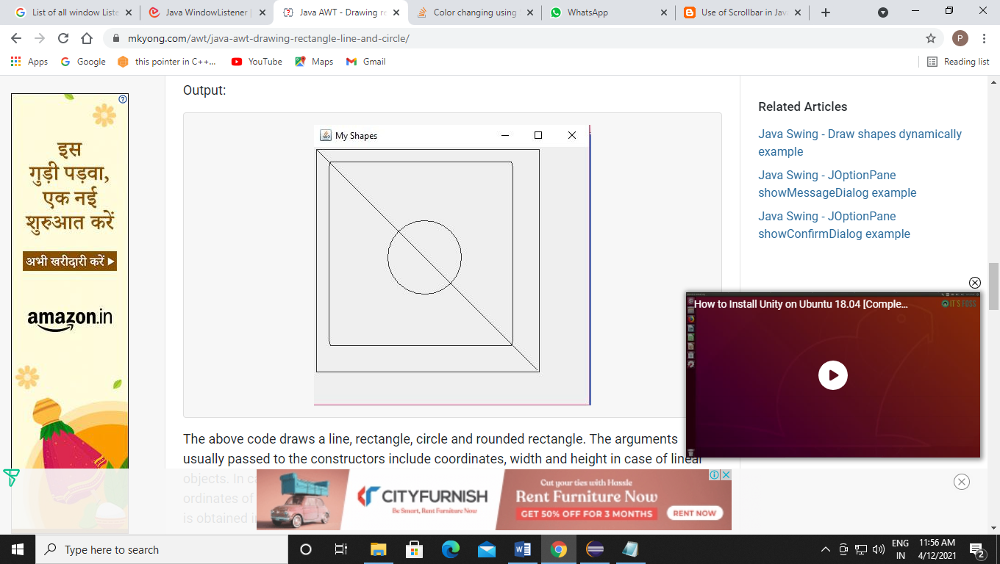 List of all window Liste
Java WindowListener |
Java AWT - Drawing re
Color changing using
WhatsApp
Use of Scrollbar in Java
mkyong.com/awt/java-awt-drawing-rectangle-line-and-circle/
P
Apps
Google
this pointer in C++...
YouTube
Maps
Gmail
Reading list
Output:
My Shapes
The above code draws a line, rectangle, circle and rounded rectangle. The arguments
usually passed to the constructors include coordinates, width and height in case of linear
objects. In ca
ordinates of
is obtained i
Related Articles
Java Swing - Draw shapes dynamically
example
Java Swing - JOptionPane
showMessageDialog example
Java Swing - JOptionPane
showConfirmDialog example
How to Install Unity on Ubuntu 18.04 [Comple...
IT'S FOSS
इस
गुड़ी पड़वा,
एक नई
शुरुआत करें
अभी खरीदारी करें
amazon.in
CITYFURNISH
Be Smart, Rent Furniture
Cut your ties with Hassle
Rent Furniture Now
GET 50% OFF FOR 3 MONTHS
RENT NOW
Type here to search
ENG
IN
11:56 AM
4/12/2021
2